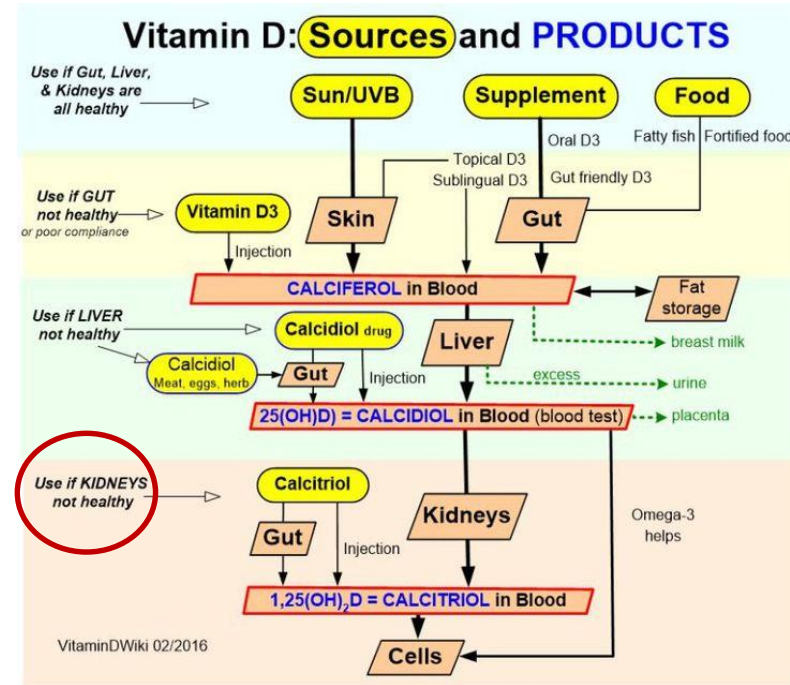 Vitamin D: Sources and PRODUCTS
Use if Gut, Liver,
& Kidneys are
all healthy
Sun/UVB
Supplement
Food
Oral D3
Fatty fish
Fortified food
Topical D3
Sublingual D3
Gut friendly D3
Use if GUT
not healthy
or poor compliance
Vitamin D3
Injection
Skin
Gut
CALCIFEROL in Blood
Fat
storage
Use if LIVER
not healthy
Calcidiol drug
Calcidiol
Meat, eggs, herb
Gut
Injection
Liver
breast milk
excess
urine
25(OH)D) = CALCIDIOL in Blood (blood test)
placenta
Use if KIDNEYS
not healthy
Calcitriol
Gut
Injection
Kidneys
Omega-3
helps
1,25(OH)₂D = CALCITRIOL in Blood
VitaminDWiki 02/2016
Cells